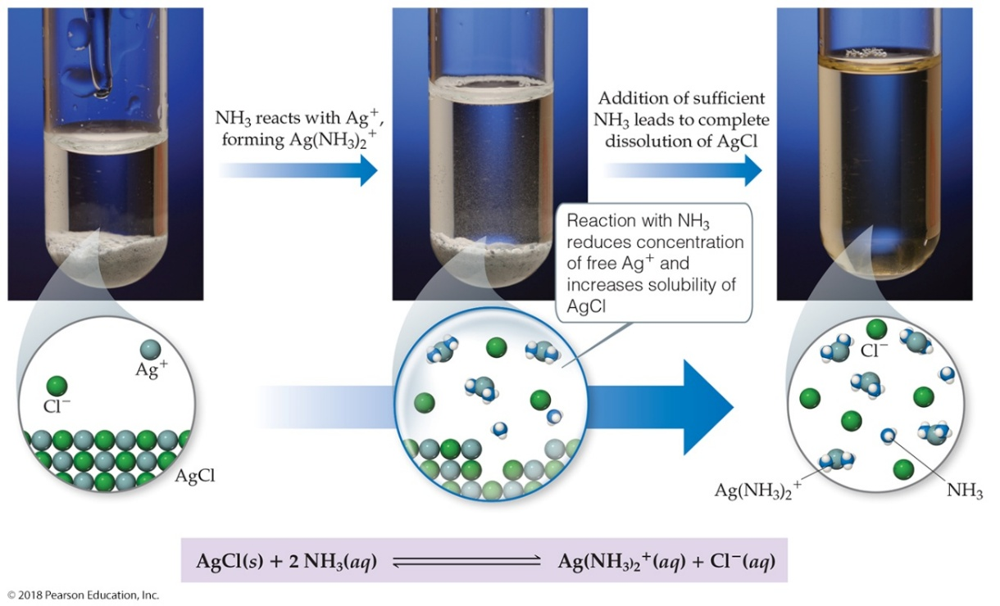 NH₃ reacts with Ag⁺,
forming Ag(NH₃)₂⁺
Addition of sufficient
NH₃ leads to complete
dissolution of AgCl
Reaction with NH₃
reduces concentration
of free Ag⁺ and
increases solubility of
AgCl
Ag⁺
Cl⁻
AgCl
Cl⁻
Ag(NH₃)₂⁺
NH₃
AgCl(s) + 2 NH₃(aq) ⇌ Ag(NH₃)₂⁺(aq) + Cl⁻(aq)
© 2018 Pearson Education, Inc.